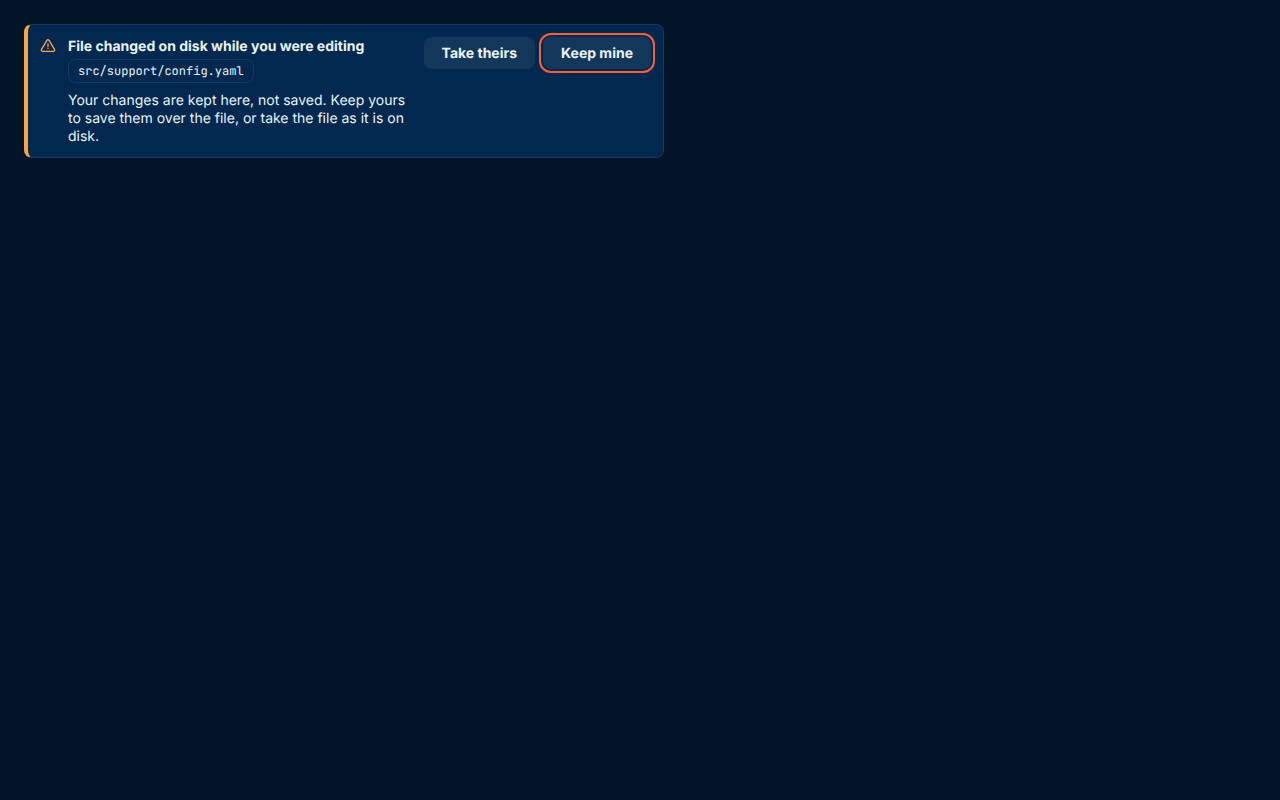 File changed on disk while you were editing
src/support/config.yaml
Your changes are kept here, not saved. Keep yours
to save them over the file, or take the file as it is on
disk.
Take theirs
Keep mine